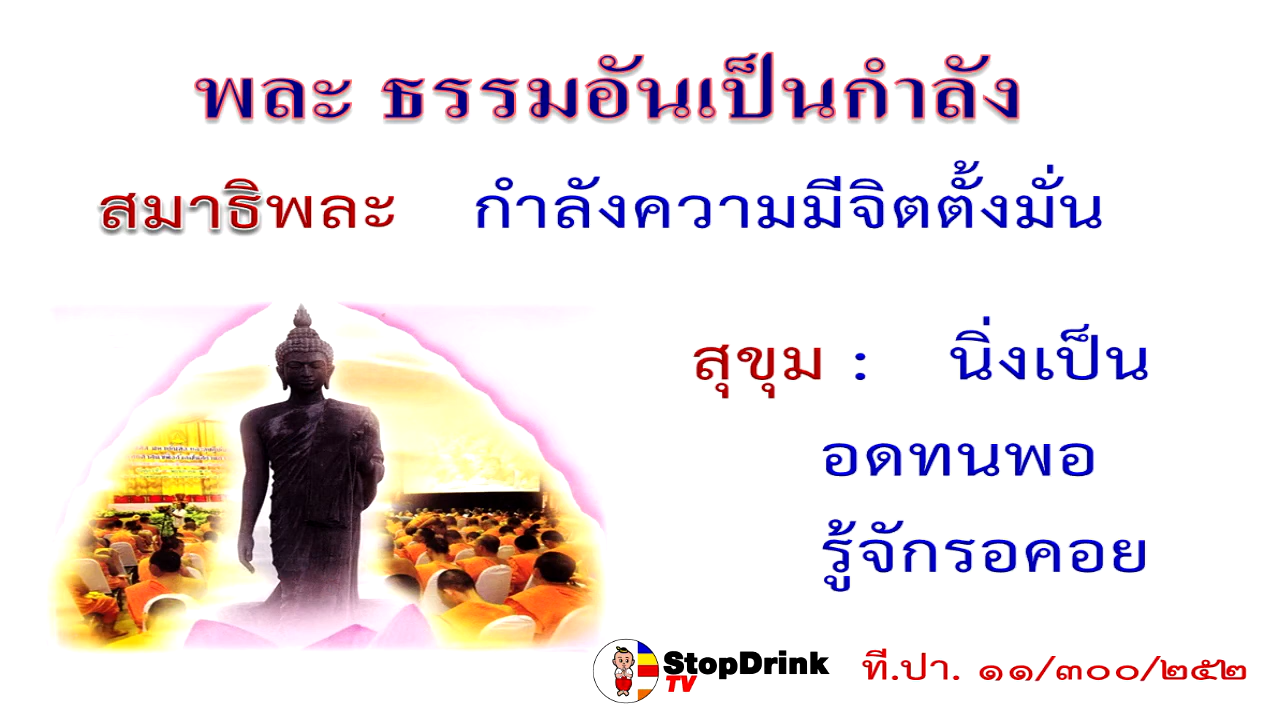 พละ ธรรมอันเป็นกำลัง
สมาธิพละ กำลังความมีจิตตั้งมั่น
สุขุม : นิ่งเป็น
อดทนพอ
รู้จักรอคอย
StopDrink
TV
ที.ปา. ๑๑/๓๐๐/๒๕๒